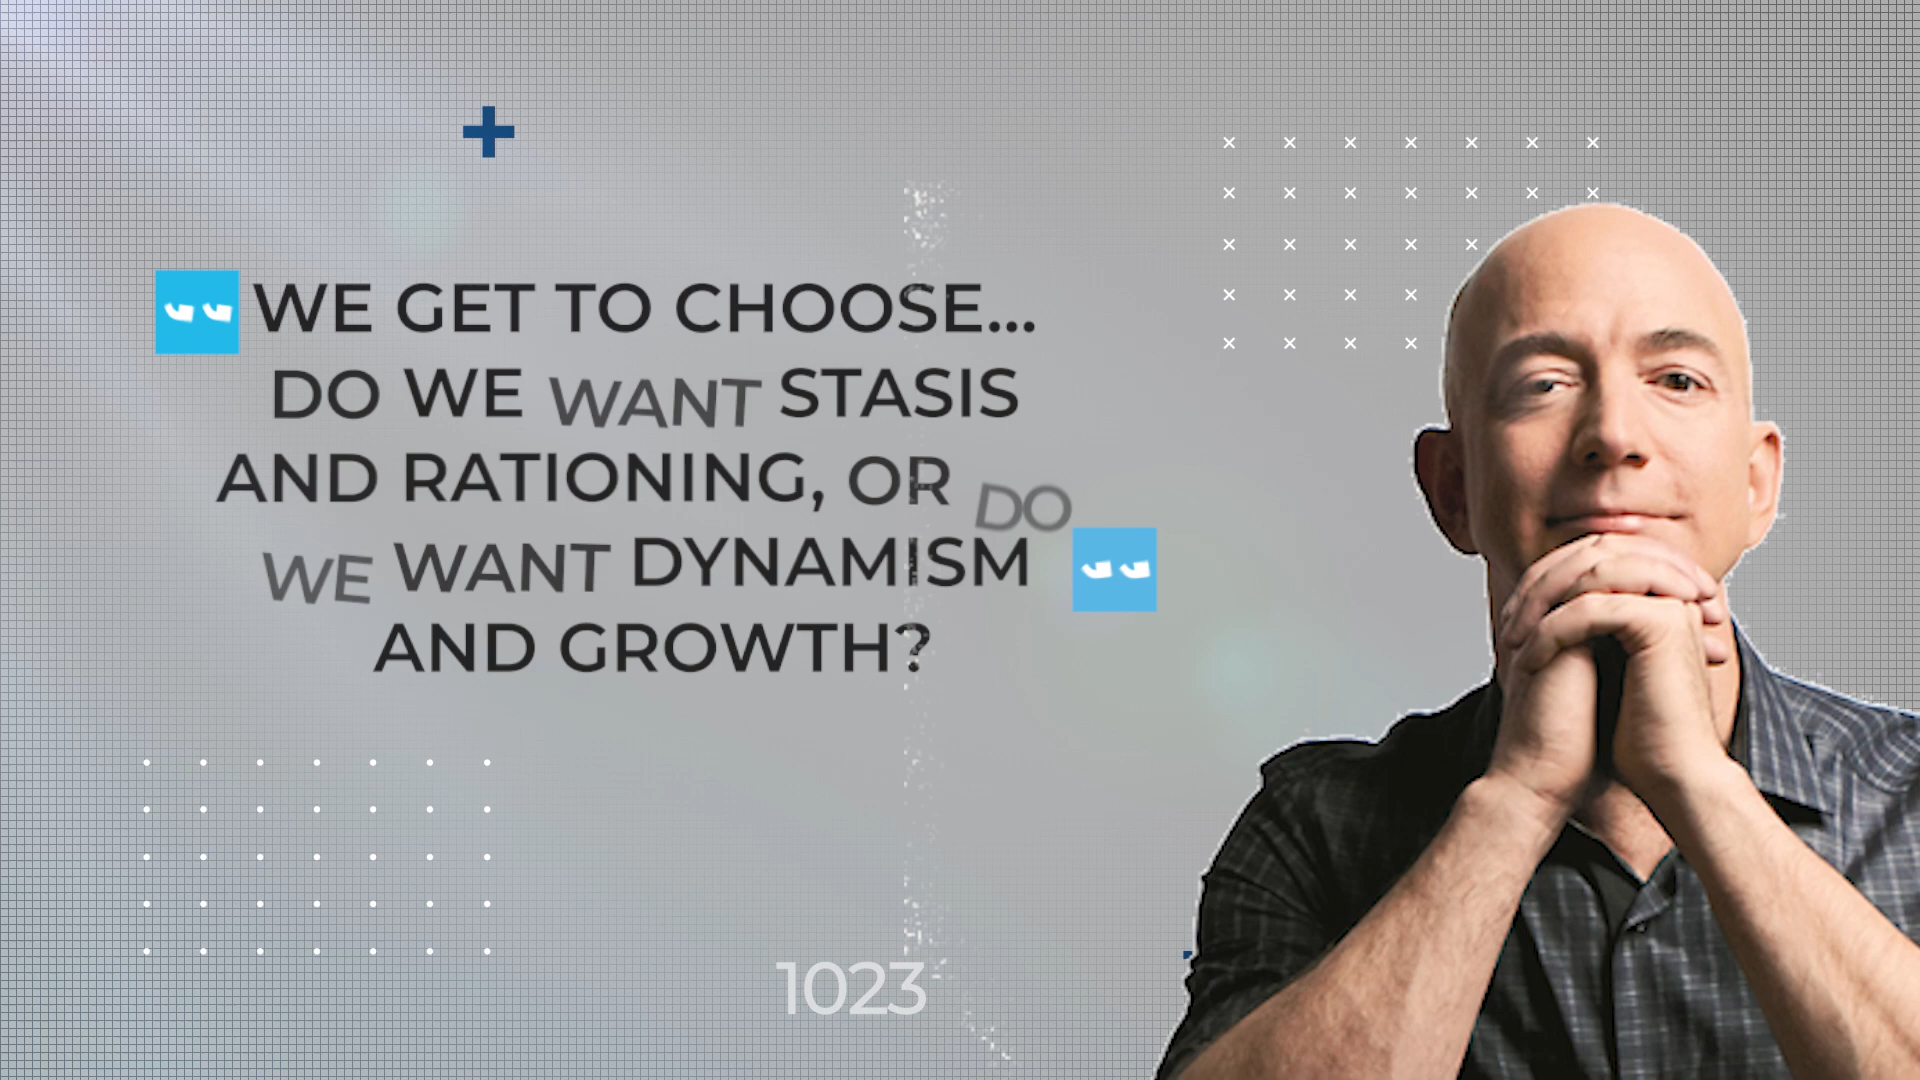 WE GET TO CHOOSE...
DO WE WANT STASIS
AND RATIONING, OR DO
WE WANT DYNAMISM
AND GROWTH?
1023